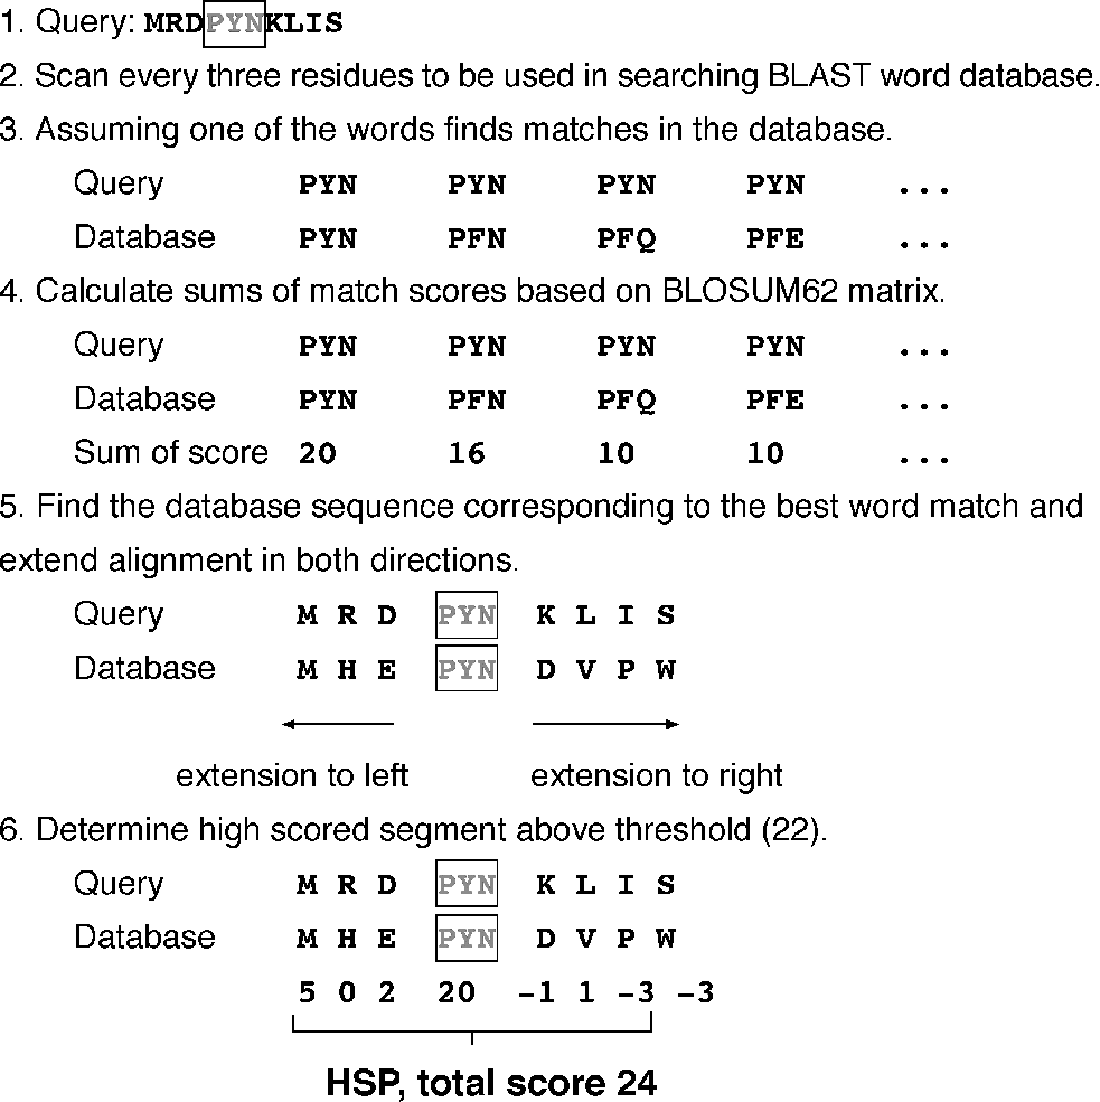 1. Query: MRDPYNKLIS
2. Scan every three residues to be used in searching BLAST word database.
3. Assuming one of the words finds matches in the database.
Query PYN PYN PYN PYN ...
Database PYN PFN PFQ PFE ...
4. Calculate sums of match scores based on BLOSUM62 matrix.
Query PYN PYN PYN PYN ...
Database PYN PFN PFQ PFE ...
Sum of score 20 16 10 10 ...
5. Find the database sequence corresponding to the best word match and
extend alignment in both directions.
Query M R D PYN K L I S
Database M H E PYN D V P W
extension to left extension to right
6. Determine high scored segment above threshold (22).
Query M R D PYN K L I S
Database M H E PYN D V P W
5 0 2 20 -1 1 -3 -3
HSP, total score 24